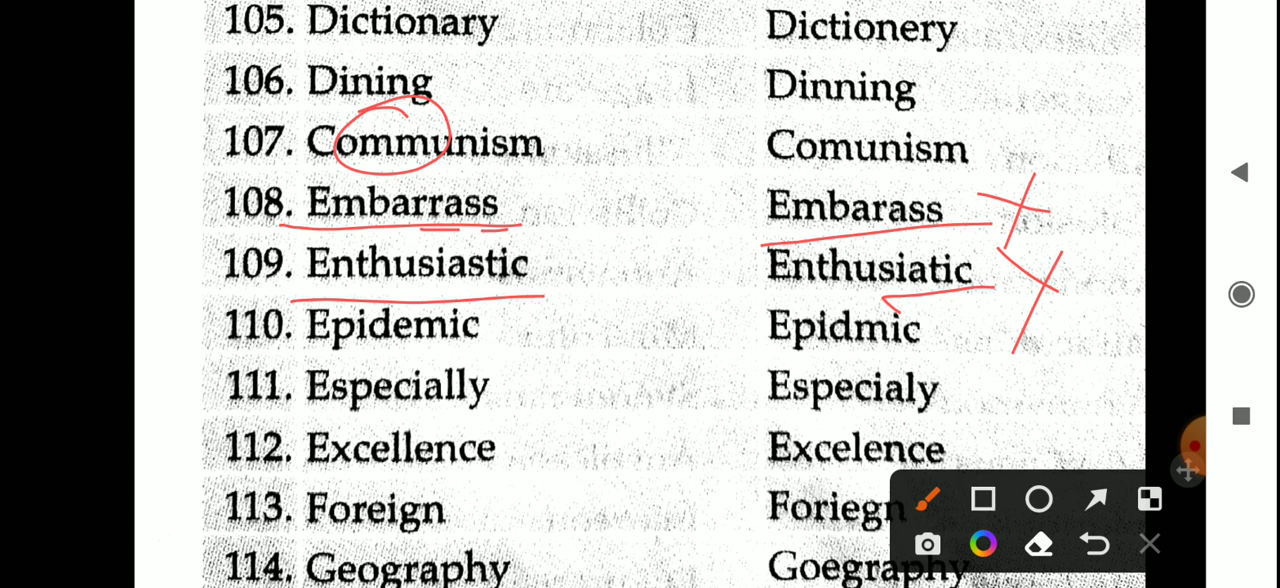 105. Dictionary Dictionery
106. Dining Dinning
107. Communism Comunism
108. Embarrass Embarass
109. Enthusiastic Enthusiatic
110. Epidemic Epidmic
111. Especially Especialy
112. Excellence Excelence
113. Foreign Foriegn
114. Geography Goegraphy